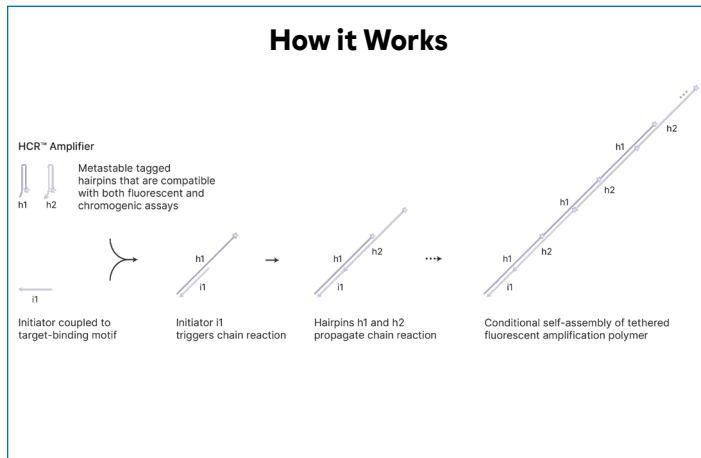 How it Works
HCR™ Amplifier
h1
h2
Metastable tagged
hairpins that are compatible
with both fluorescent and
chromogenic assays
i1
Initiator coupled to
target-binding motif
h1
i1
Initiator i1
triggers chain reaction
h1
h2
i1
Hairpins h1 and h2
propagate chain reaction
h1
h2
h1
h2
h1
h2
i1
Conditional self-assembly of tethered
fluorescent amplification polymer